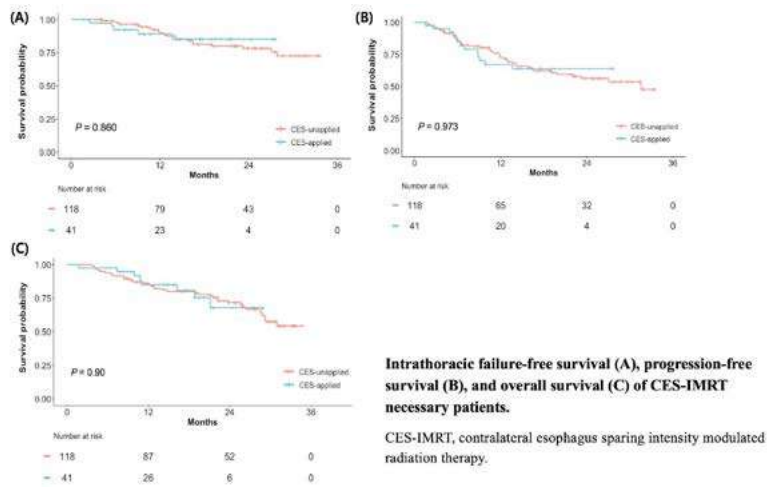 (A)
Survival probability
1.00
0.75
0.50
0.25
0.00
P = 0.860
CES-unapplied
CES-applied
0 12 24 36
Months
Number at risk
118 79 43 0
41 23 4 0
(B)
Survival probability
1.00
0.75
0.50
0.25
0.00
P = 0.973
CES-unapplied
CES-applied
0 12 24 36
Months
Number at risk
118 65 32 0
41 20 4 0
(C)
Survival probability
1.00
0.75
0.50
0.25
0.00
P = 0.90
CES-unapplied
CES-applied
0 12 24 36
Months
Number at risk
118 87 52 0
41 26 6 0
Intrathoracic failure-free survival (A), progression-free
survival (B), and overall survival (C) of CES-IMRT
necessary patients.
CES-IMRT, contralateral esophagus sparing intensity modulated
radiation therapy.